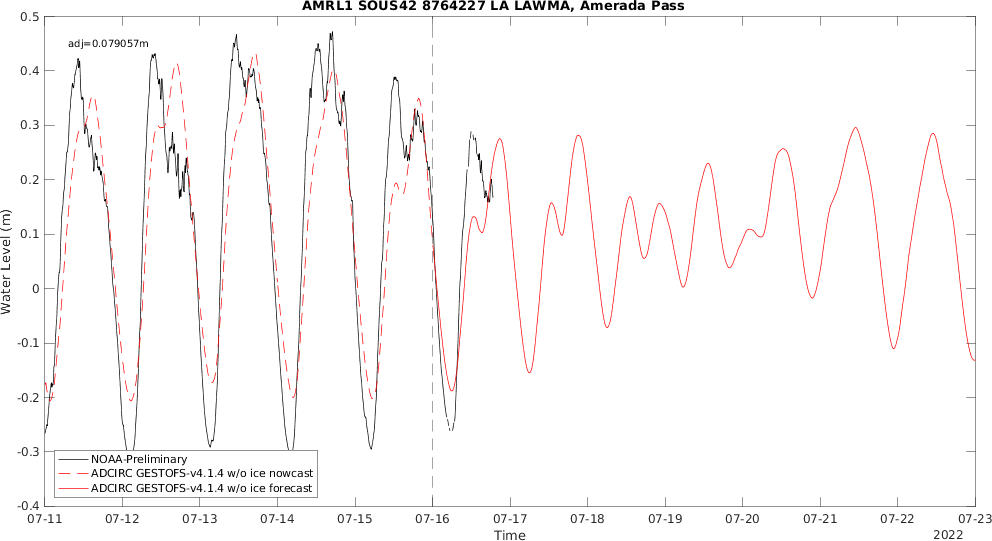 AMRL1 SOUS42 8764227 LA LAWMA, Amerada Pass
adj=0.079057m
Water Level (m)
0.5
0.4
0.3
0.2
0.1
0
-0.1
-0.2
-0.3
-0.4
NOAA-Preliminary
ADCIRC GESTOFS-v4.1.4 w/o ice nowcast
ADCIRC GESTOFS-v4.1.4 w/o ice forecast
07-11 07-12 07-13 07-14 07-15 07-16 07-17 07-18 07-19 07-20 07-21 07-22 07-23
Time
2022